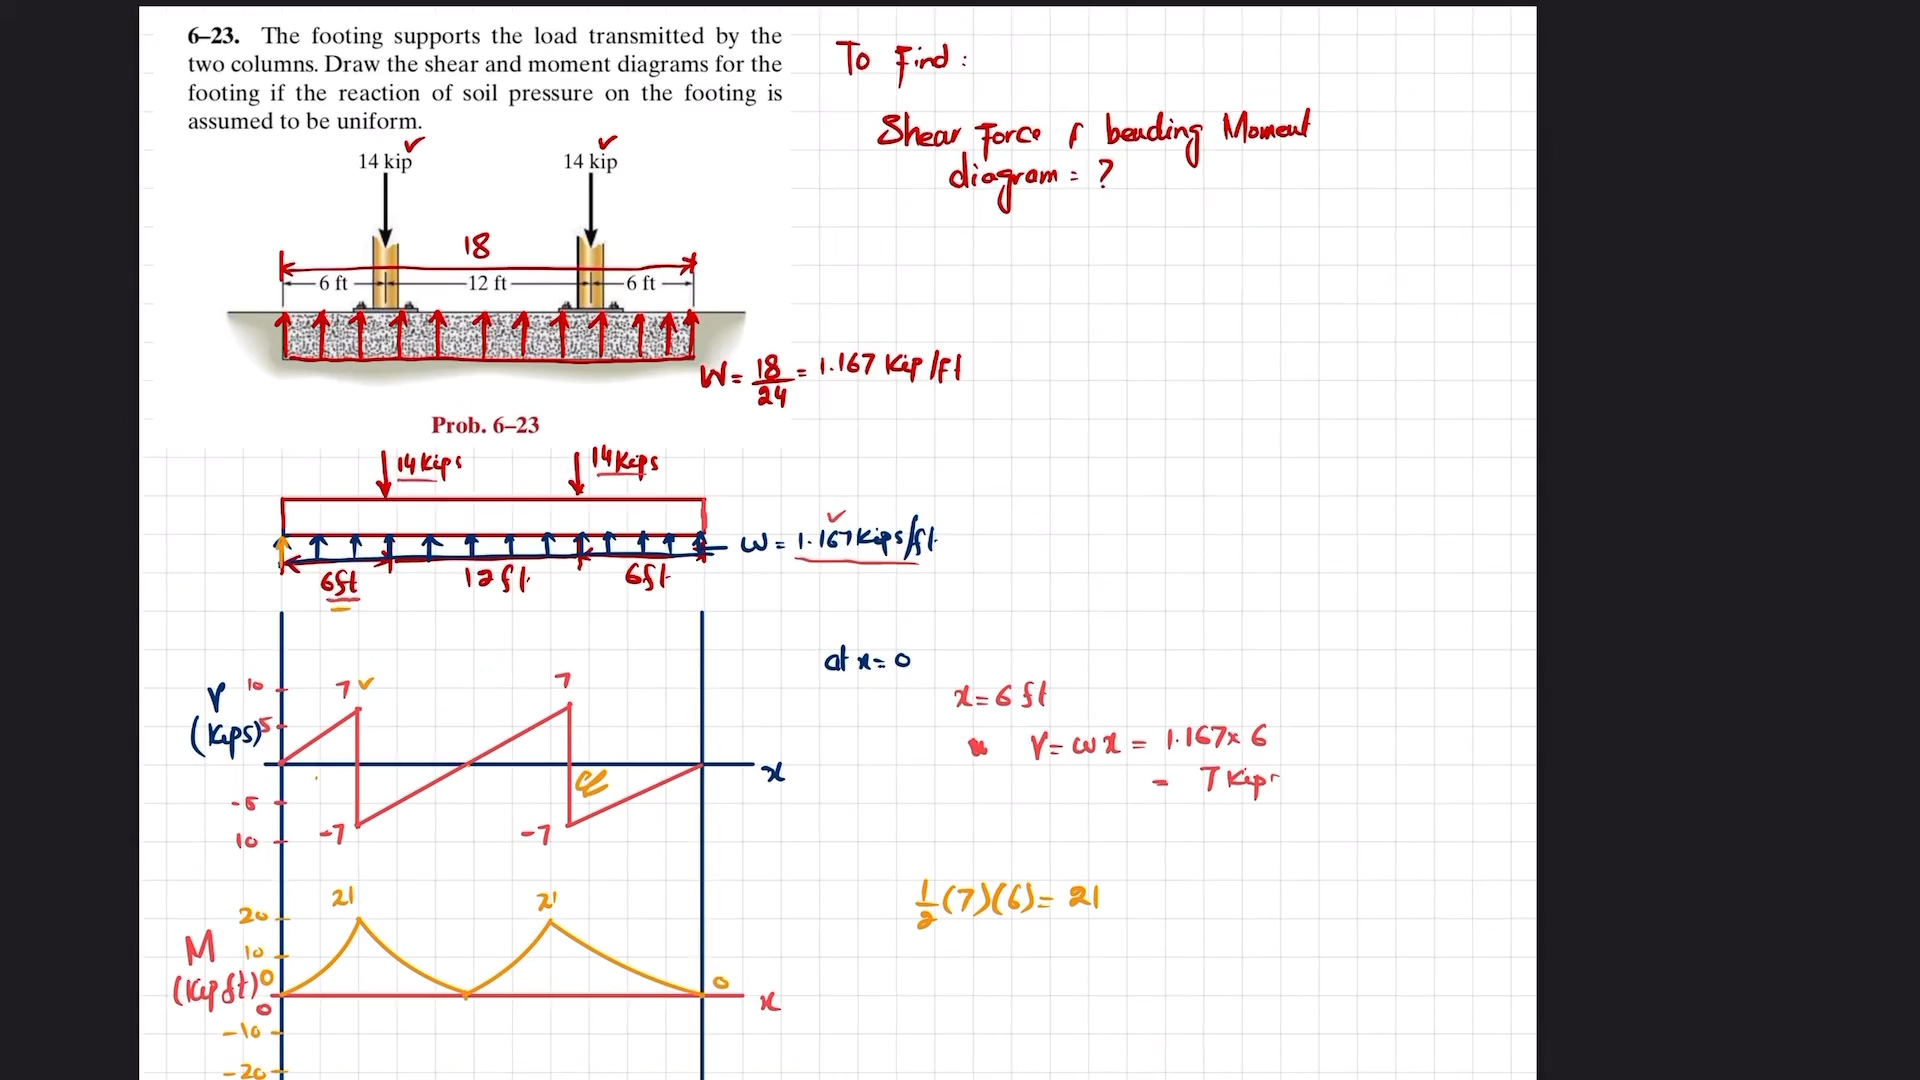 6–23. The footing supports the load transmitted by the
two columns. Draw the shear and moment diagrams for the
footing if the reaction of soil pressure on the footing is
assumed to be uniform.
14 kip
14 kip
18
6 ft
12 ft
6 ft
W = 18/24 = 1.167 Kip/ft
Prob. 6–23
To Find:
Shear Force & bending Moment
diagram = ?
14 Kips
14 Kips
w = 1.167 Kips/ft
6ft
12 ft
6ft
at x = 0
x = 6 ft
V = wx = 1.167 x 6
= 7 Kips
V
(Kips)
10
5
-5
10
7
7
-7
-7
x
1/2 (7)(6) = 21
M
(Kip ft)
20
10
0
0
-10
-20
21
21
0
x